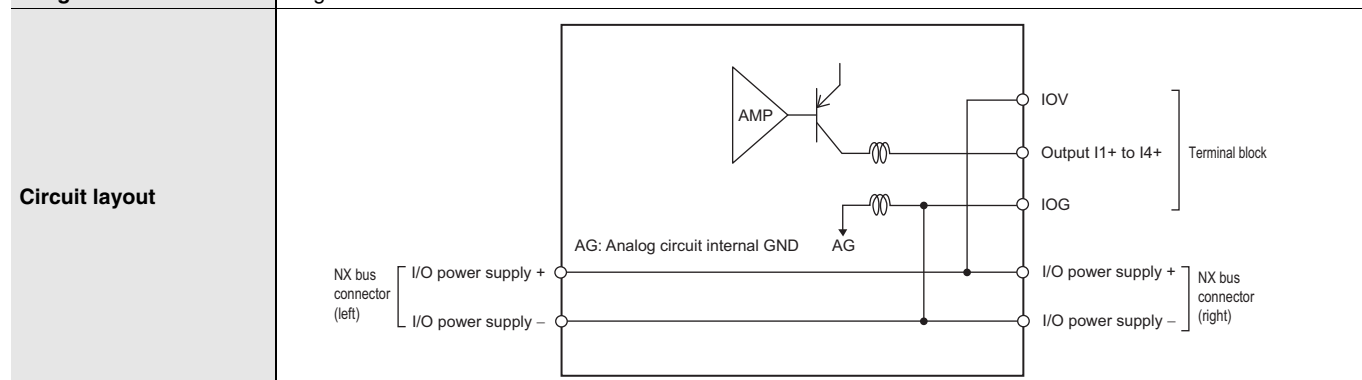 Circuit layout
AMP
IOV
Output I1+ to I4+
Terminal block
IOG
AG: Analog circuit internal GND
AG
NX bus
connector
(left)
I/O power supply +
I/O power supply –
I/O power supply +
I/O power supply –
NX bus
connector
(right)